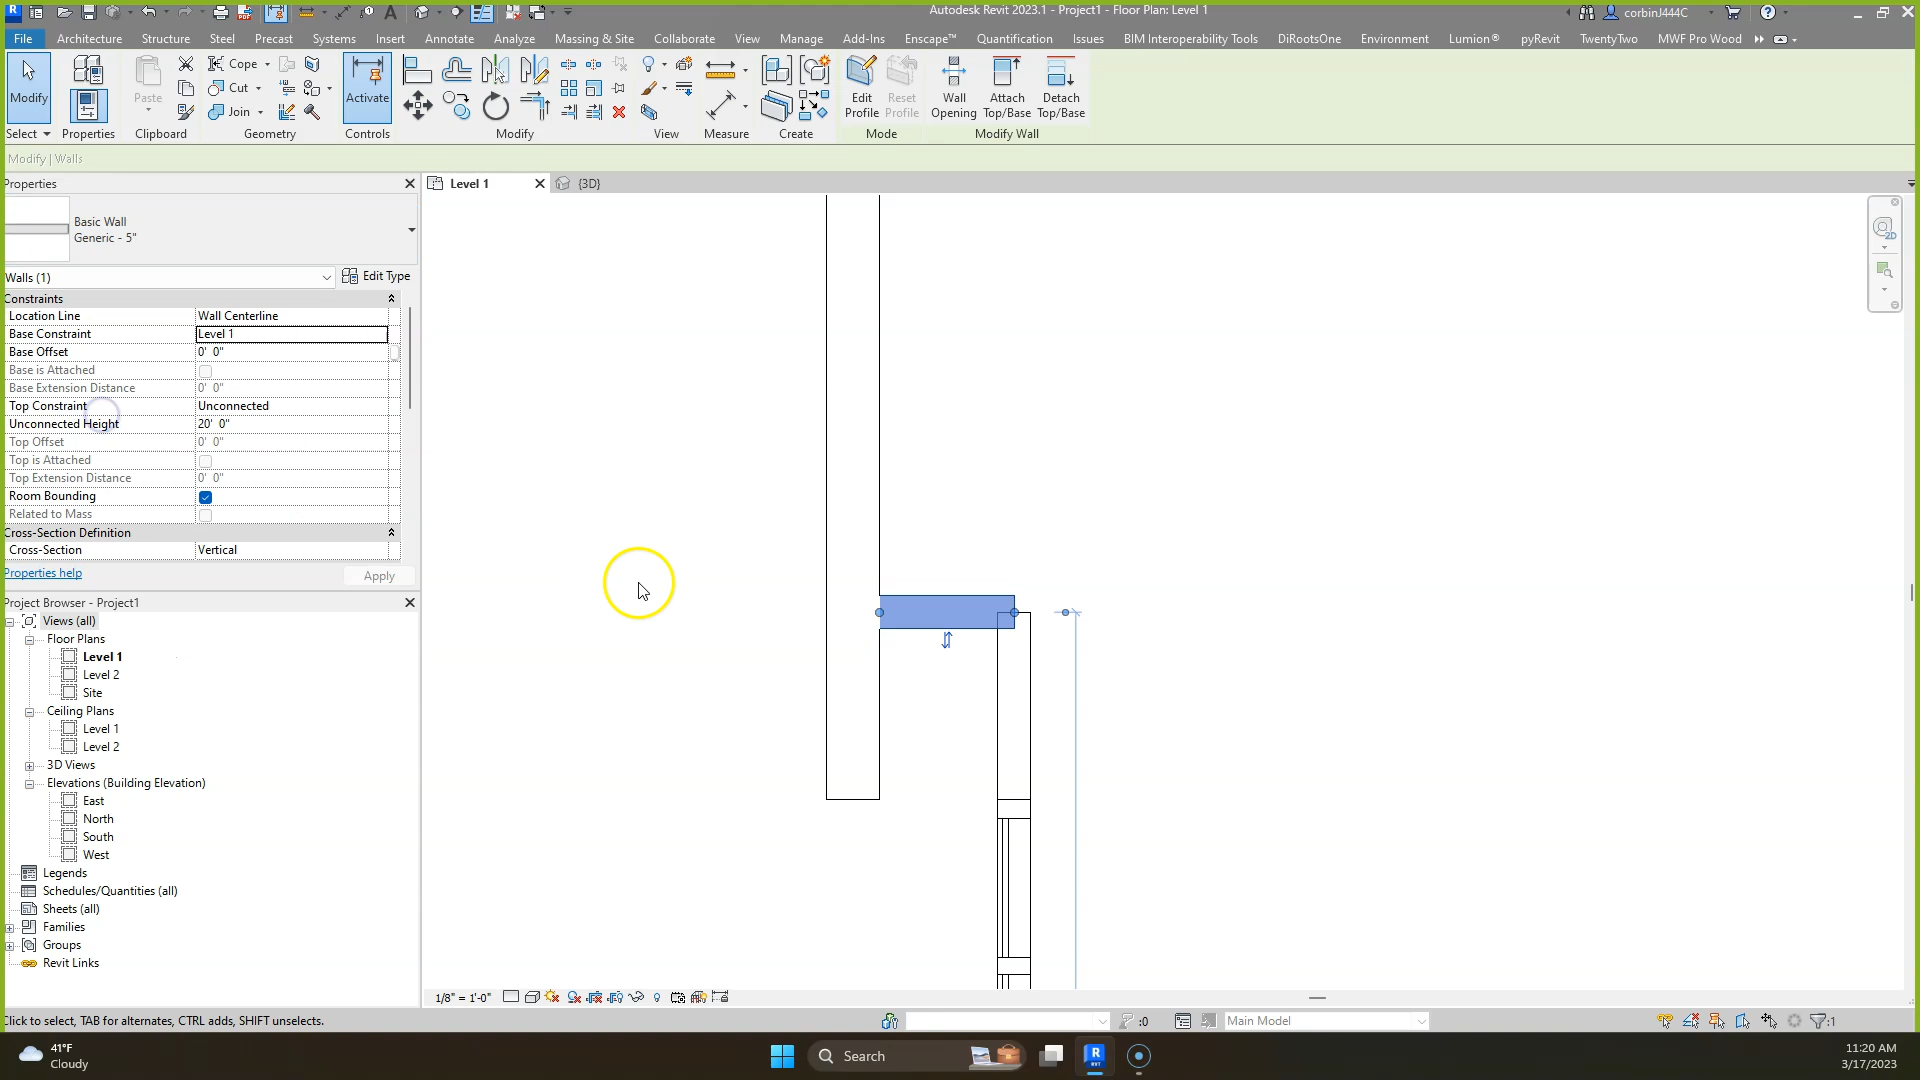 Autodesk Revit 2023.1 - Project1 - Floor Plan: Level 1
corbinJ444C
File Architecture Structure Steel Precast Systems Insert Annotate Analyze Massing & Site Collaborate View Manage Add-Ins Enscape™ Quantification Issues BIM Interoperability Tools DiRootsOne Environment Lumion® pyRevit TwentyTwo MWF Pro Wood
Modify
Paste
Cope
Cut
Join
Activate
Edit Profile
Reset Profile
Wall Opening
Attach Top/Base
Detach Top/Base
Select Properties Clipboard Geometry Controls Modify View Measure Create Mode Modify Wall
Modify | Walls
Properties
Level 1
{3D}
2D
Basic Wall
Generic - 5"
Walls (1)
Edit Type
Constraints
Location Line Wall Centerline
Base Constraint Level 1
Base Offset 0' 0"
Base is Attached
Base Extension Distance 0' 0"
Top Constraint Unconnected
Unconnected Height 20' 0"
Top Offset 0' 0"
Top is Attached
Top Extension Distance 0' 0"
Room Bounding
Related to Mass
Cross-Section Definition
Cross-Section Vertical
Properties help
Apply
Project Browser - Project1
Views (all)
Floor Plans
Level 1
Level 2
Site
Ceiling Plans
Level 1
Level 2
3D Views
Elevations (Building Elevation)
East
North
South
West
Legends
Schedules/Quantities (all)
Sheets (all)
Families
Groups
Revit Links
1/8" = 1'-0"
Click to select, TAB for alternates, CTRL adds, SHIFT unselects.
:0
Main Model
:1
41°F
Cloudy
Search
11:20 AM
3/17/2023